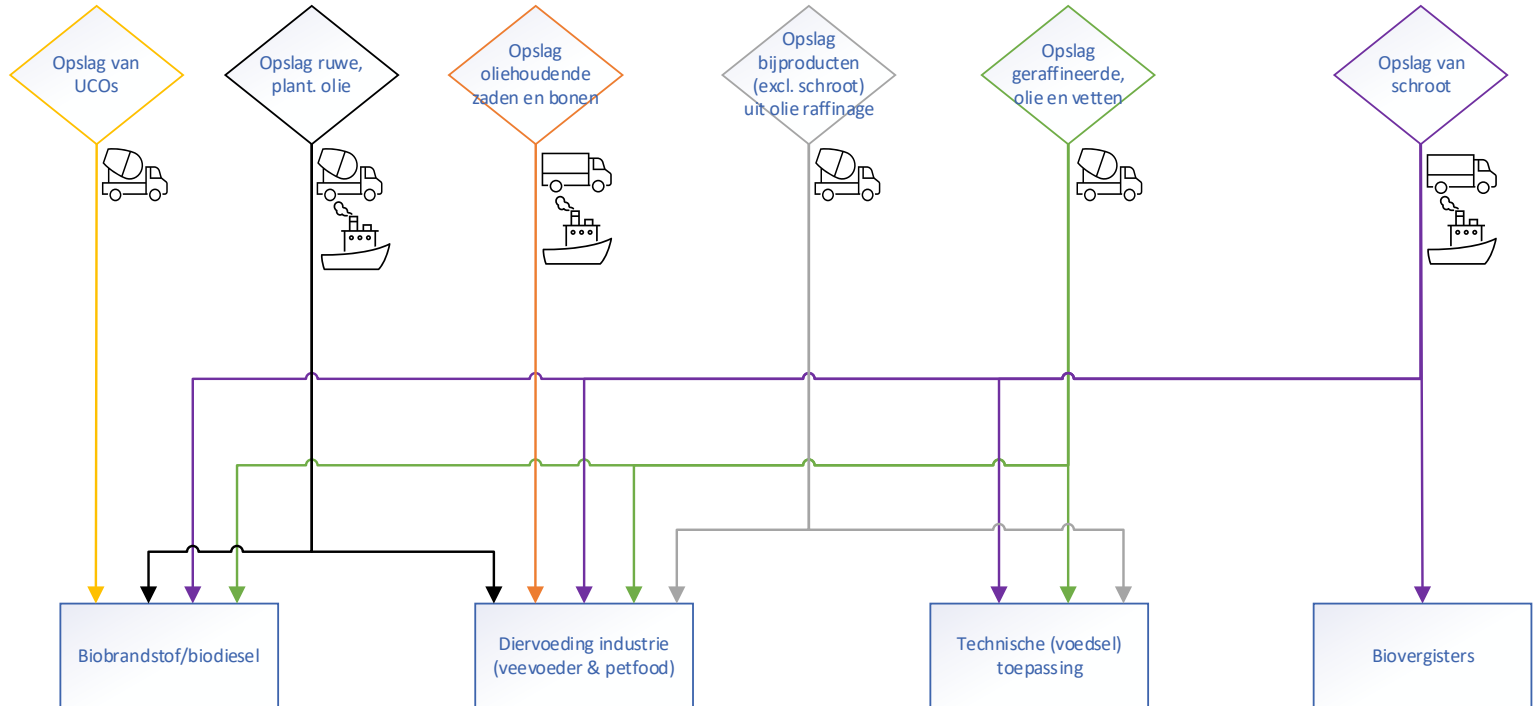 Opslag van
UCOs
Opslag ruwe,
plant. olie
Opslag
oliehoudende
zaden en bonen
Opslag
bijproducten
(excl. schroot)
uit olie raffinage
Opslag
geraffineerde,
olie en vetten
Opslag van
schroot
Biobrandstof/biodiesel
Diervoeding industrie
(veevoeder & petfood)
Technische (voedsel)
toepassing
Biovergisters